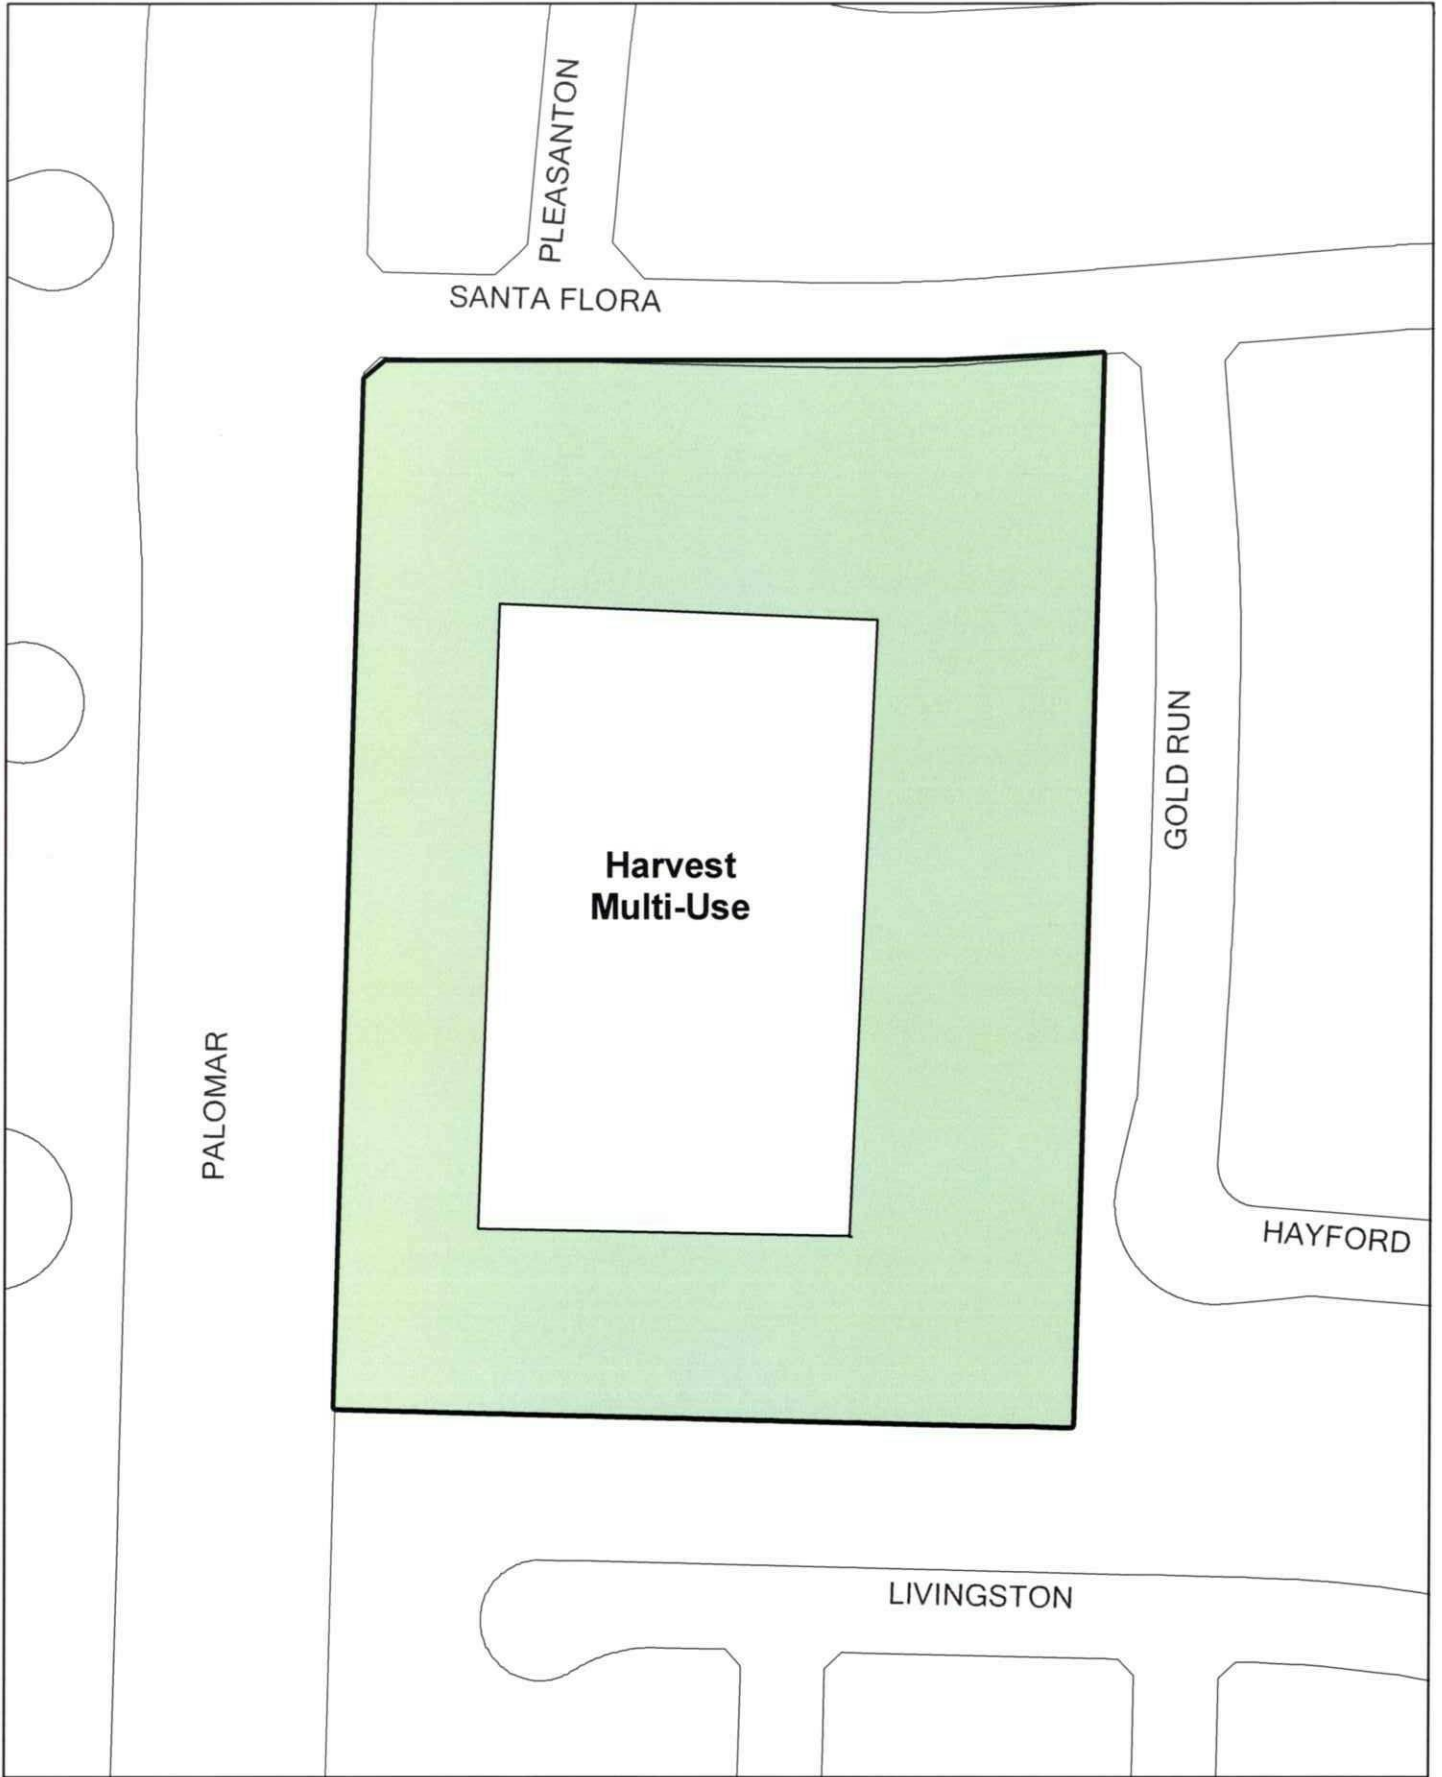 PLEASANTON
SANTA FLORA
GOLD RUN
Harvest
Multi-Use
PALOMAR
HAYFORD
LIVINGSTON